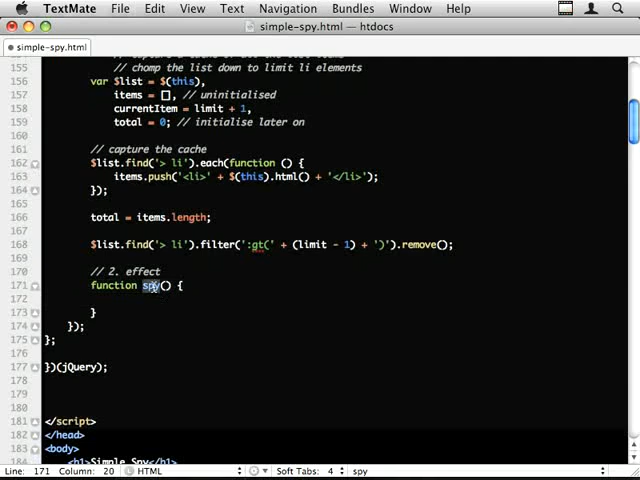 TextMate File Edit View Text Navigation Bundles Window Help
simple-spy.html — htdocs
simple-spy.html
155 // chomp the list down to limit li elements
156 var $list = $(this),
157 items = [], // uninitialised
158 currentItem = limit + 1,
159 total = 0; // initialise later on
160
161 // capture the cache
162 $list.find('> li').each(function () {
163 items.push('<li>' + $(this).html() + '</li>');
164 });
165
166 total = items.length;
167
168 $list.find('> li').filter(':gt(' + (limit - 1) + ')').remove();
169
170 // 2. effect
171 function spy() {
172
173 }
174 });
175 };
176
177 })(jQuery);
178
179
180
181 </script>
182 </head>
183 <body>
184 <h1>Simple Spy</h1>
Line: 171 Column: 20 HTML Soft Tabs: 4 spy